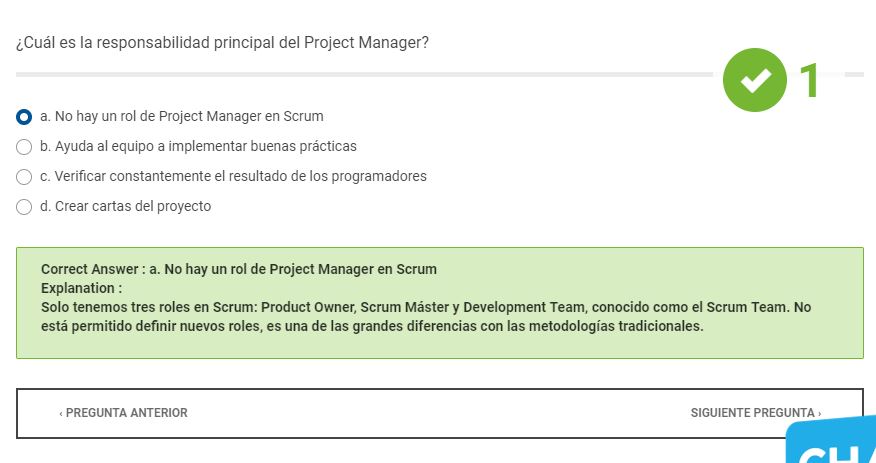 ¿Cuál es la responsabilidad principal del Project Manager?
1
a. No hay un rol de Project Manager en Scrum
b. Ayuda al equipo a implementar buenas prácticas
c. Verificar constantemente el resultado de los programadores
d. Crear cartas del proyecto
Correct Answer : a. No hay un rol de Project Manager en Scrum
Explanation :
Solo tenemos tres roles en Scrum: Product Owner, Scrum Máster y Development Team, conocido como el Scrum Team. No
está permitido definir nuevos roles, es una de las grandes diferencias con las metodologías tradicionales.
‹ PREGUNTA ANTERIOR
SIGUIENTE PREGUNTA ›